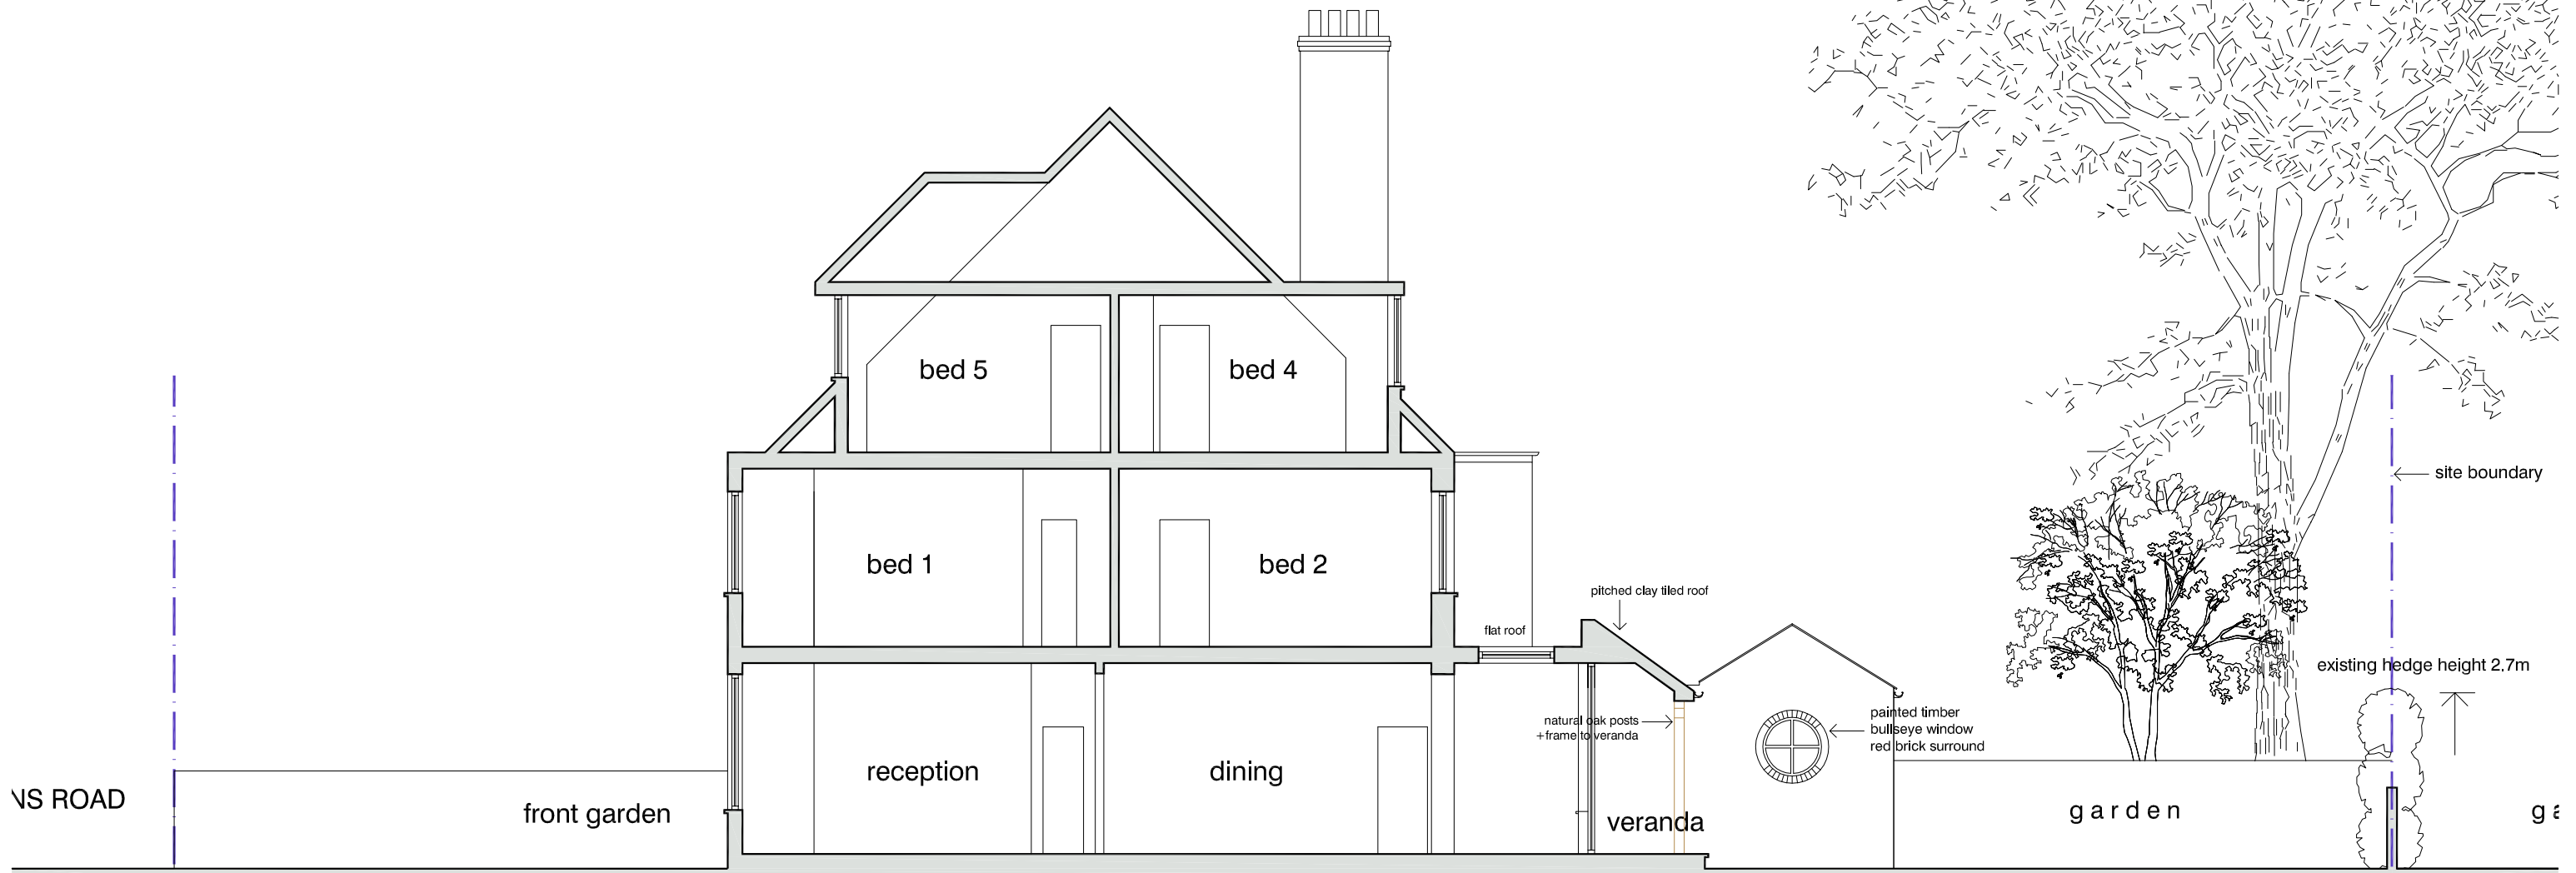 bed 5
bed 4
site boundary
bed 1
bed 2
pitched clay tiled roof
flat roof
existing hedge height 2.7m
natural oak posts
+frame to veranda
painted timber
bullseye window
red brick surround
reception
dining
NS ROAD
front garden
veranda
garden
ga